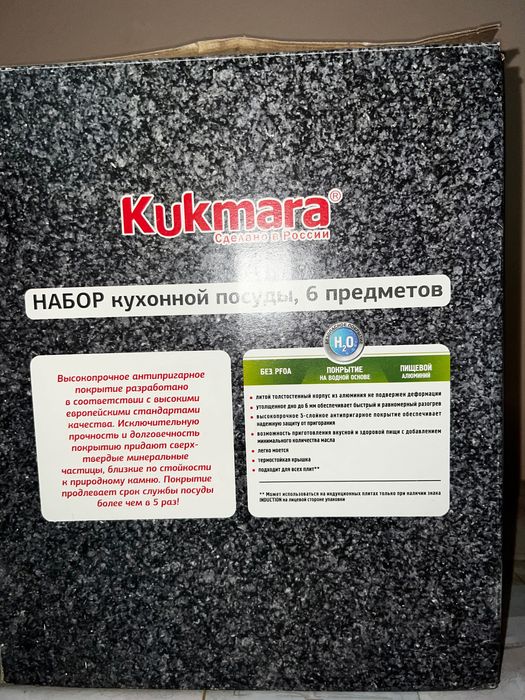 Kukmara®
Сделано в России
НАБОР кухонной посуды, 6 предметов
Высокопрочное антипригарное
покрытие разработано
в соответствии с высокими
европейскими стандартами
качества. Исключительную
прочность и долговечность
покрытию придают сверх-
твердые минеральные
частицы, близкие по стойкости
к природному камню. Покрытие
продлевает срок службы посуды
более чем в 5 раз!
H₂O
БЕЗ PFOA
ПОКРЫТИЕ
НА ВОДНОЙ ОСНОВЕ
ПИЩЕВОЙ
АЛЮМИНИЙ
• литой толстостенный корпус из алюминия не подвержен деформации
• утолщенное дно до 6 мм обеспечивает быстрый и равномерный разогрев
• высокопрочное 3-слойное антипригарное покрытие обеспечивает
надежную защиту от пригорания
• возможность приготовления вкусной и здоровой пищи с добавлением
минимального количества масла
• легко моется
• термостойкая крышка
• подходит для всех плит**
** Может использоваться на индукционных плитах только при наличии знака
INDUCTION на лицевой стороне упаковки